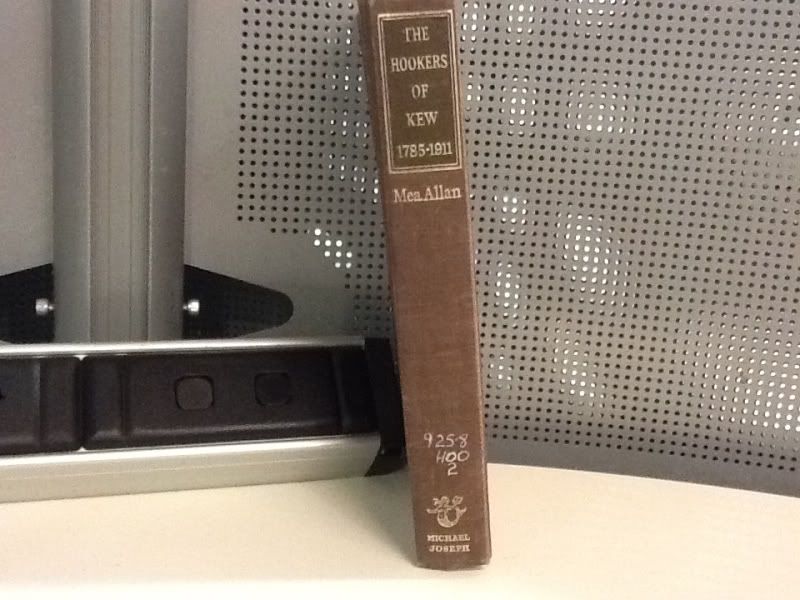 THE
HOOKERS
OF
KEW
1785-1911
Mea Allan
925.8
HOO
2
MICHAEL
JOSEPH